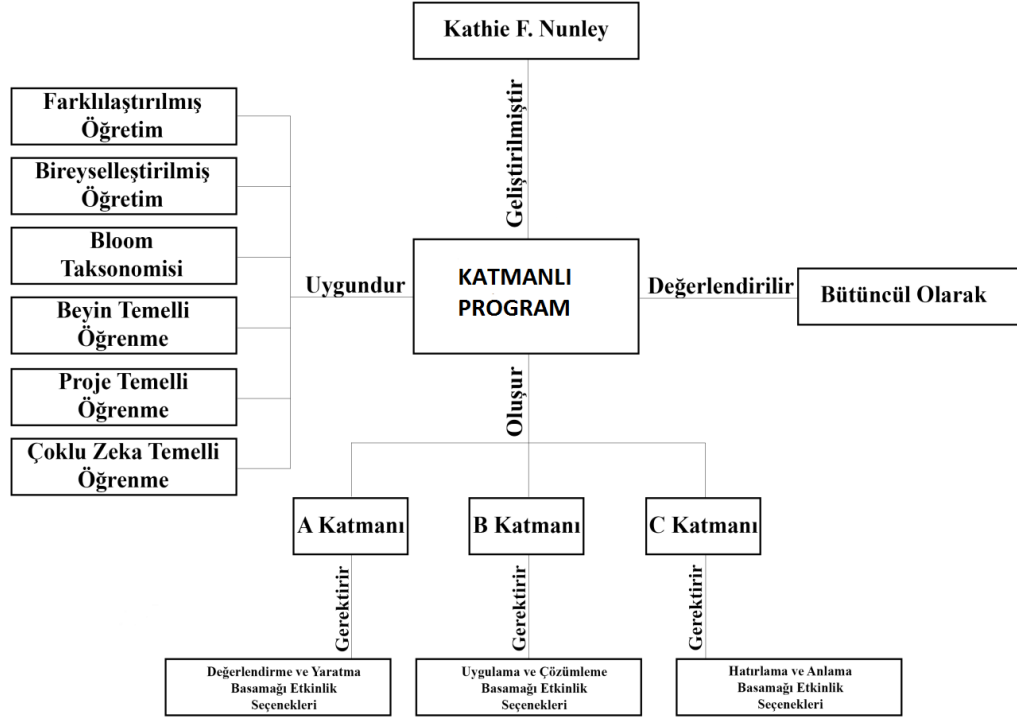 Kathie F. Nunley
Geliştirilmiştir
Farklılaştırılmış
Öğretim
Bireyselleştirilmiş
Öğretim
Bloom
Taksonomisi
Beyin Temelli
Öğrenme
Proje Temelli
Öğrenme
Çoklu Zeka Temelli
Öğrenme
Uygundur
KATMANLI
PROGRAM
Değerlendirilir
Bütüncül Olarak
Oluşur
A Katmanı
B Katmanı
C Katmanı
Gerektirir
Gerektirir
Gerektirir
Değerlendirme ve Yaratma
Basamağı Etkinlik
Seçenekleri
Uygulama ve Çözümleme
Basamağı Etkinlik
Seçenekleri
Hatırlama ve Anlama
Basamağı Etkinlik
Seçenekleri